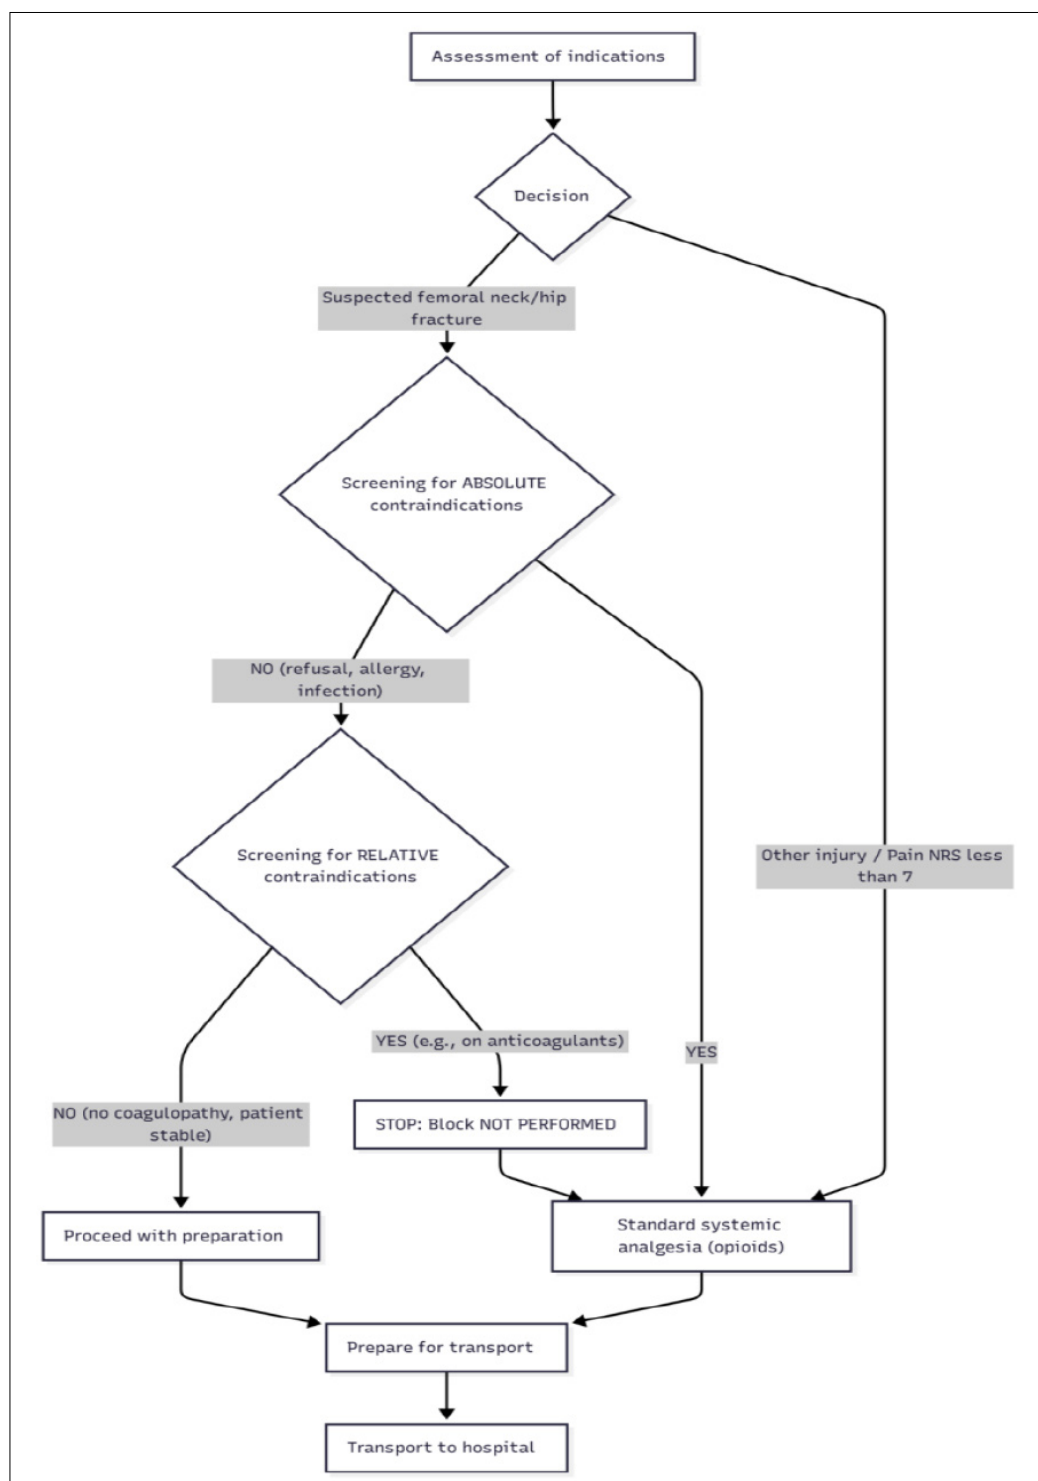 Assessment of indications
Decision
Suspected femoral neck/hip
fracture
Screening for ABSOLUTE
contraindications
NO (refusal, allergy,
infection)
Screening for RELATIVE
contraindications
Other injury / Pain NRS less
than 7
YES (e.g., on anticoagulants)
YES
NO (no coagulopathy, patient
stable)
STOP: Block NOT PERFORMED
Proceed with preparation
Standard systemic
analgesia (opioids)
Prepare for transport
Transport to hospital